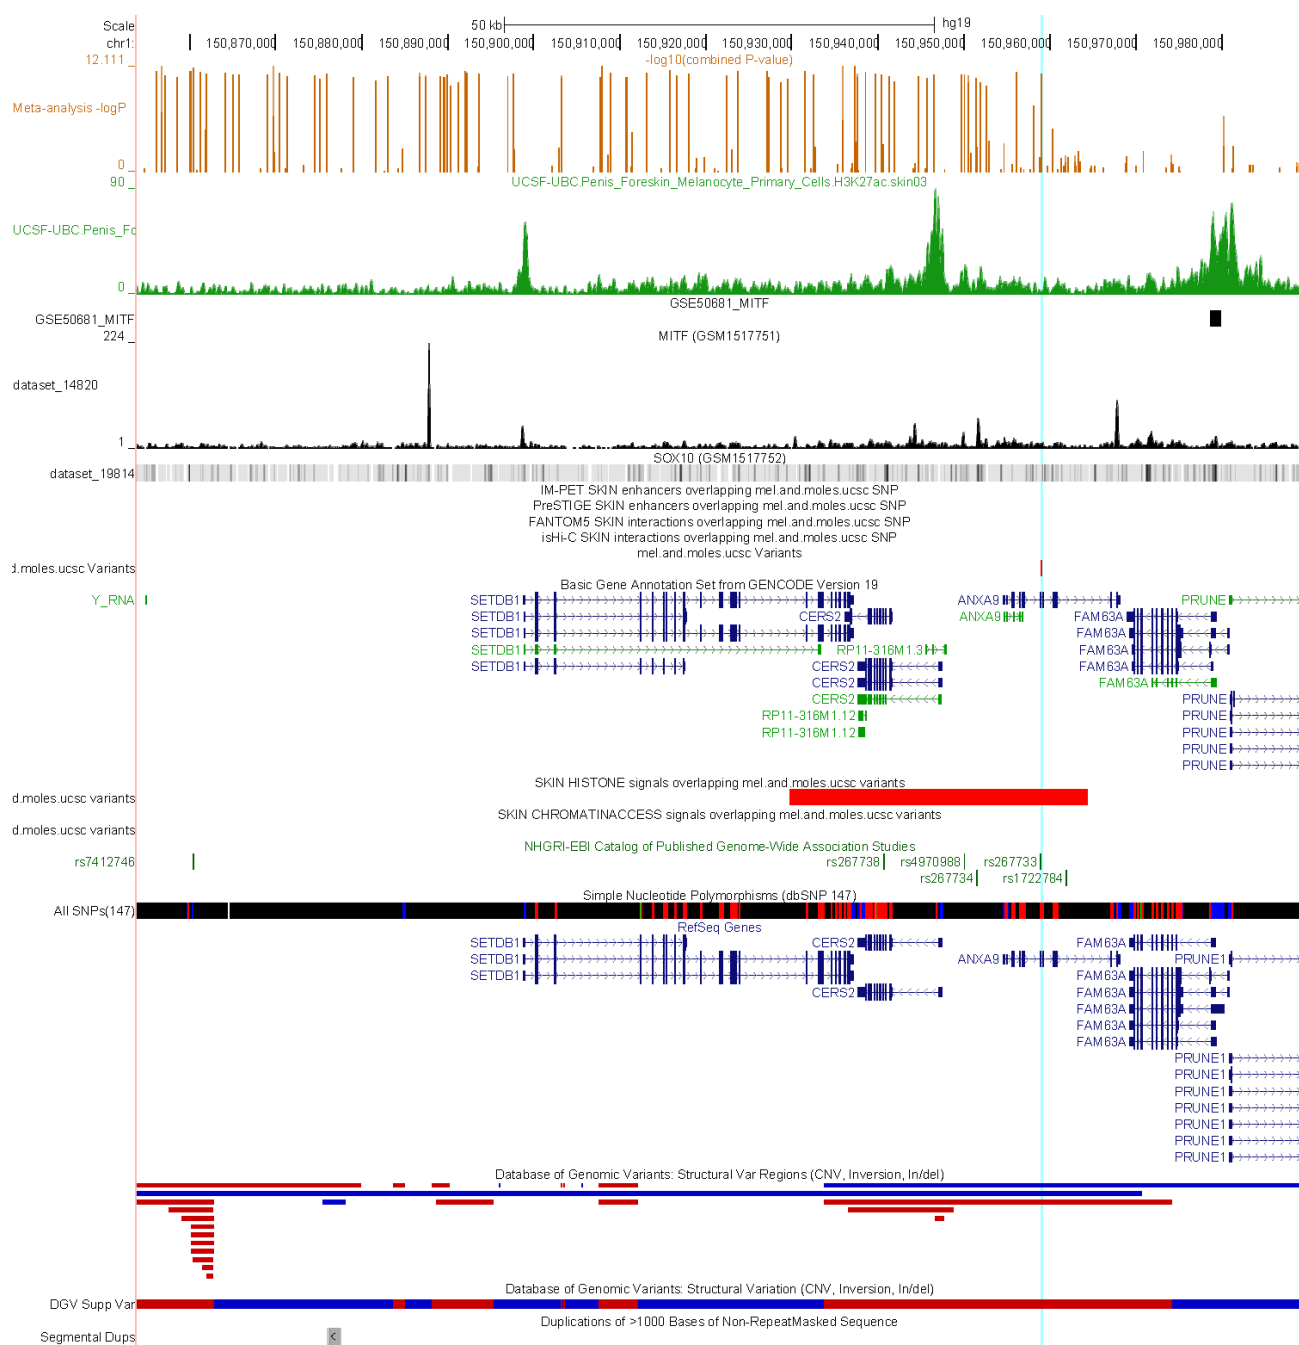 Scale 50 kb hg19
chr1: 150,870,000 150,880,000 150,890,000 150,900,000 150,910,000 150,920,000 150,930,000 150,940,000 150,950,000 150,960,000 150,970,000 150,980,000
12.111 _ -log10(combined P-value)
Meta-analysis -logP
0 _
90 _ UCSF-UBC.Penis_Foreskin_Melanocyte_Primary_Cells.H3K27ac.skin03
UCSF-UBC.Penis_Fo
0 _
GSE50681_MITF
GSE50681_MITF
224 _ MITF (GSM1517751)
dataset_14820
1 _
SOX10 (GSM1517752)
dataset_19814
IM-PET SKIN enhancers overlapping mel.and.moles.ucsc SNP
PreSTIGE SKIN enhancers overlapping mel.and.moles.ucsc SNP
FANTOM5 SKIN interactions overlapping mel.and.moles.ucsc SNP
isHi-C SKIN interactions overlapping mel.and.moles.ucsc SNP
mel.and.moles.ucsc Variants
d.moles.ucsc Variants
Basic Gene Annotation Set from GENCODE Version 19
Y_RNA SETDB1 ANXA9 PRUNE
SETDB1 CERS2 ANXA9 FAM63A
SETDB1 FAM63A
SETDB1 RP11-316M1.3 FAM63A
SETDB1 CERS2 FAM63A
CERS2 FAM63A
CERS2 PRUNE
RP11-316M1.12 PRUNE
RP11-316M1.12 PRUNE
PRUNE
PRUNE
SKIN HISTONE signals overlapping mel.and.moles.ucsc variants
d.moles.ucsc variants
SKIN CHROMATINACCESS signals overlapping mel.and.moles.ucsc variants
d.moles.ucsc variants
NHGRI-EBI Catalog of Published Genome-Wide Association Studies
rs7412746 rs267738 rs4970988 rs267733
rs267734 rs1722784
Simple Nucleotide Polymorphisms (dbSNP 147)
All SNPs(147)
RefSeq Genes
SETDB1 CERS2 FAM63A
SETDB1 ANXA9 PRUNE1
SETDB1 FAM63A
CERS2 FAM63A
FAM63A
FAM63A
FAM63A
PRUNE1
PRUNE1
PRUNE1
PRUNE1
PRUNE1
PRUNE1
PRUNE1
Database of Genomic Variants: Structural Var Regions (CNV, Inversion, In/del)
Database of Genomic Variants: Structural Variation (CNV, Inversion, In/del)
DGV Supp Var
Duplications of >1000 Bases of Non-RepeatMasked Sequence
Segmental Dups